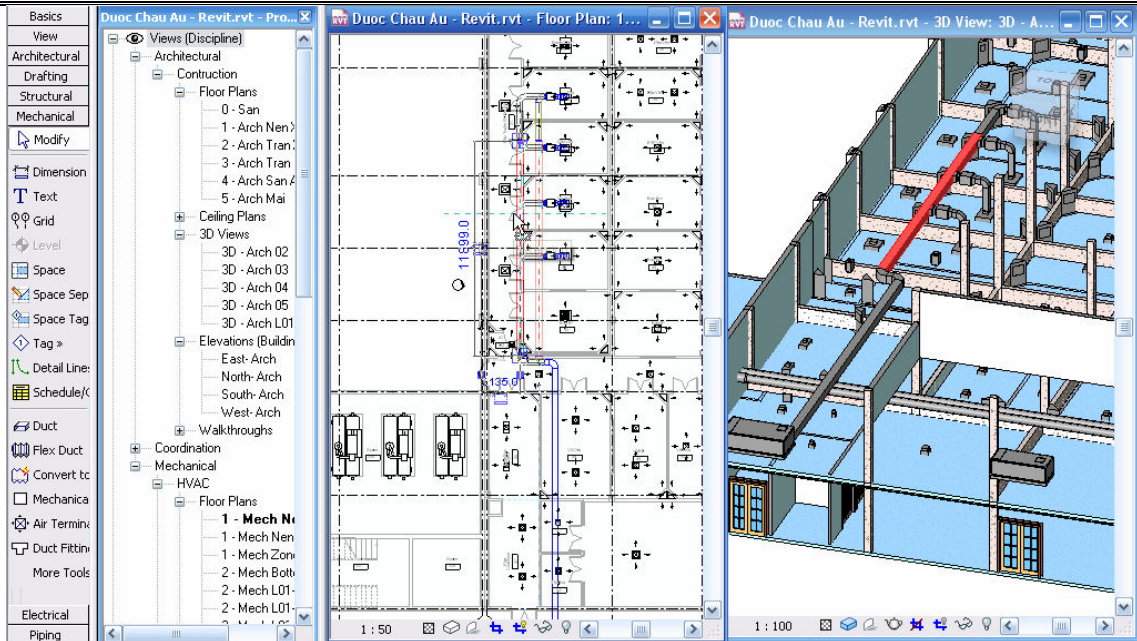 Basics
View
Architectural
Drafting
Structural
Mechanical
Modify
Dimension
Text
Grid
Level
Space
Space Sep
Space Tag
Tag »
Detail Line
Schedule/
Duct
Flex Duct
Convert to
Mechanica
Air Termin
Duct Fittin
More Tools
Electrical
Piping
Duoc Chau Au - Revit.rvt - Pro...
Views (Discipline)
Architectural
Contruction
Floor Plans
0 - San
1 - Arch Nen
2 - Arch Tran
3 - Arch Tran
4 - Arch San
5 - Arch Mai
Ceiling Plans
3D Views
3D - Arch 02
3D - Arch 03
3D - Arch 04
3D - Arch 05
3D - Arch L01
Elevations (Buildin
East- Arch
North- Arch
South- Arch
West- Arch
Walkthroughs
Coordination
Mechanical
HVAC
Floor Plans
1 - Mech N
1 - Mech Nen
1 - Mech Zone
2 - Mech Bott
2 - Mech L01-
2 - Mech L01-
Duoc Chau Au - Revit.rvt - Floor Plan: 1...
11699.0
135.0
1 : 50
Duoc Chau Au - Revit.rvt - 3D View: 3D - A...
TOP
1 : 100